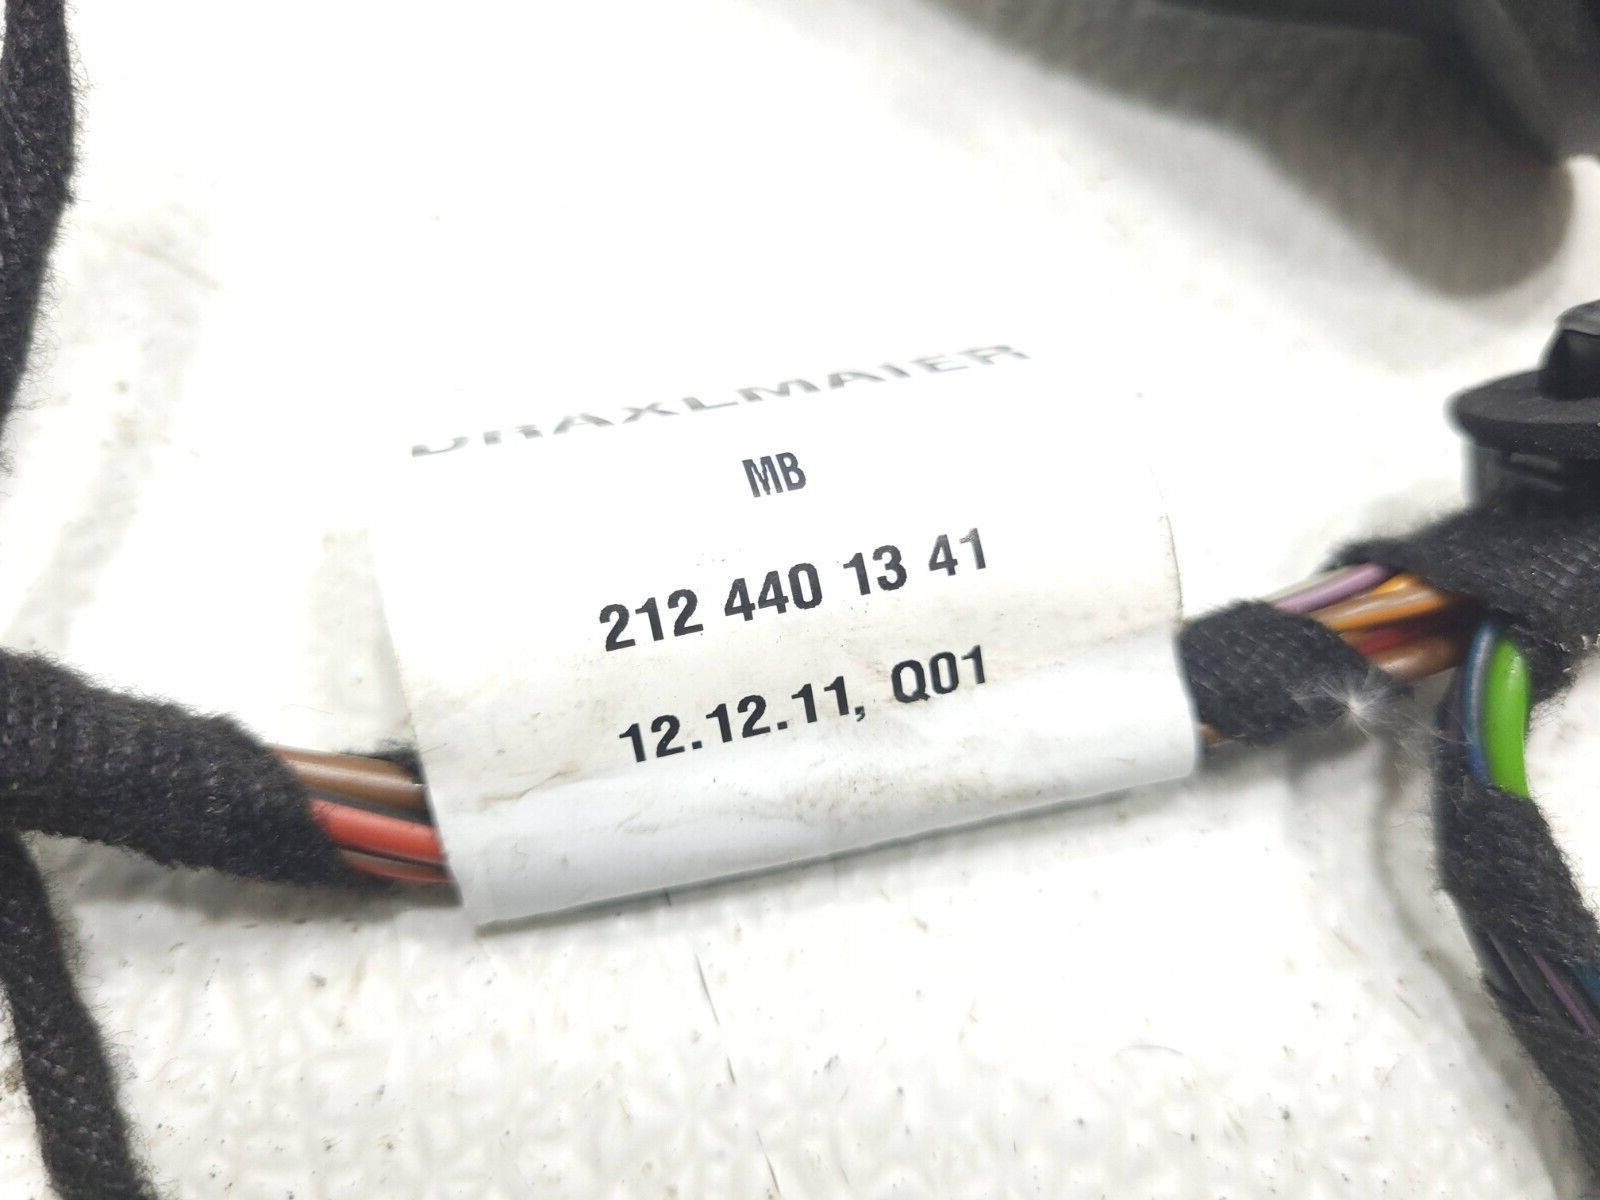 DRAXLMAIER
MB
212 440 13 41
12.12.11, Q01